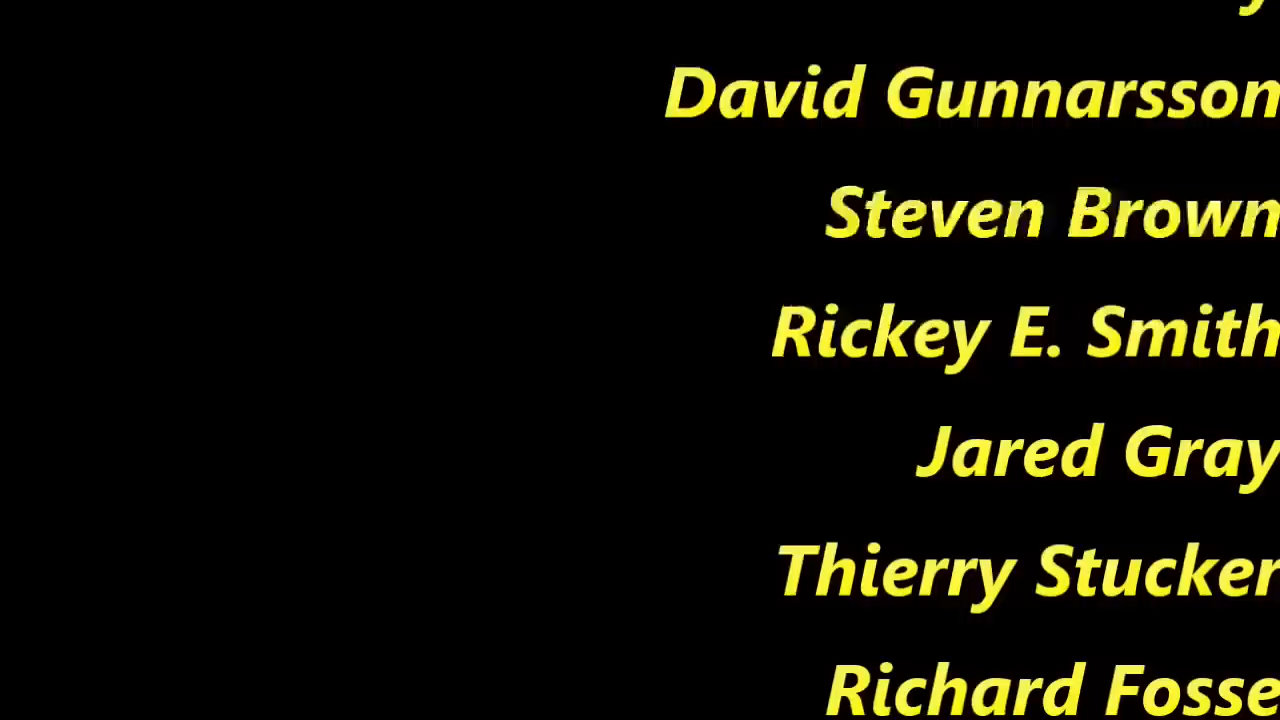 David Gunnarsson
Steven Brown
Rickey E. Smith
Jared Gray
Thierry Stucker
Richard Fosse